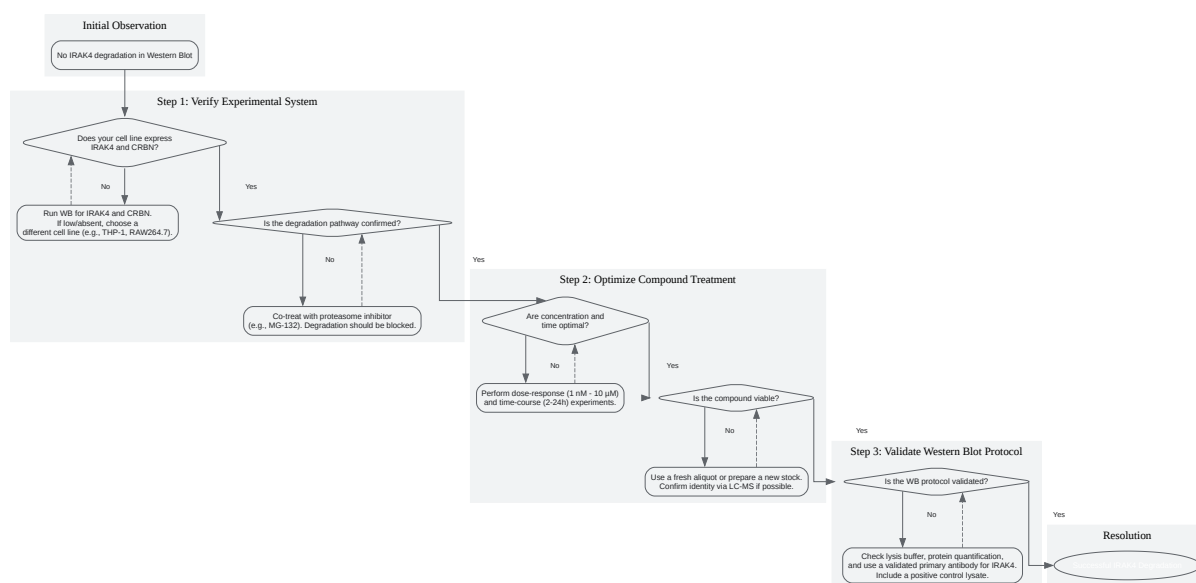 Initial Observation
No IRAK4 degradation in Western Blot
Step 1: Verify Experimental System
Does your cell line express
IRAK4 and CRBN?
No
Yes
Run WB for IRAK4 and CRBN.
If low/absent, choose a
different cell line (e.g., THP-1, RAW264.7).
Is the degradation pathway confirmed?
No
Yes
Co-treat with proteasome inhibitor
(e.g., MG-132). Degradation should be blocked.
Step 2: Optimize Compound Treatment
Are concentration and
time optimal?
No
Yes
Perform dose-response (1 nM - 10 µM)
and time-course (2-24h) experiments.
Is the compound viable?
No
Yes
Use a fresh aliquot or prepare a new stock.
Confirm identity via LC-MS if possible.
Step 3: Validate Western Blot Protocol
Is the WB protocol validated?
No
Yes
Check lysis buffer, protein quantification,
and use a validated primary antibody for IRAK4.
Include a positive control lysate.
Resolution